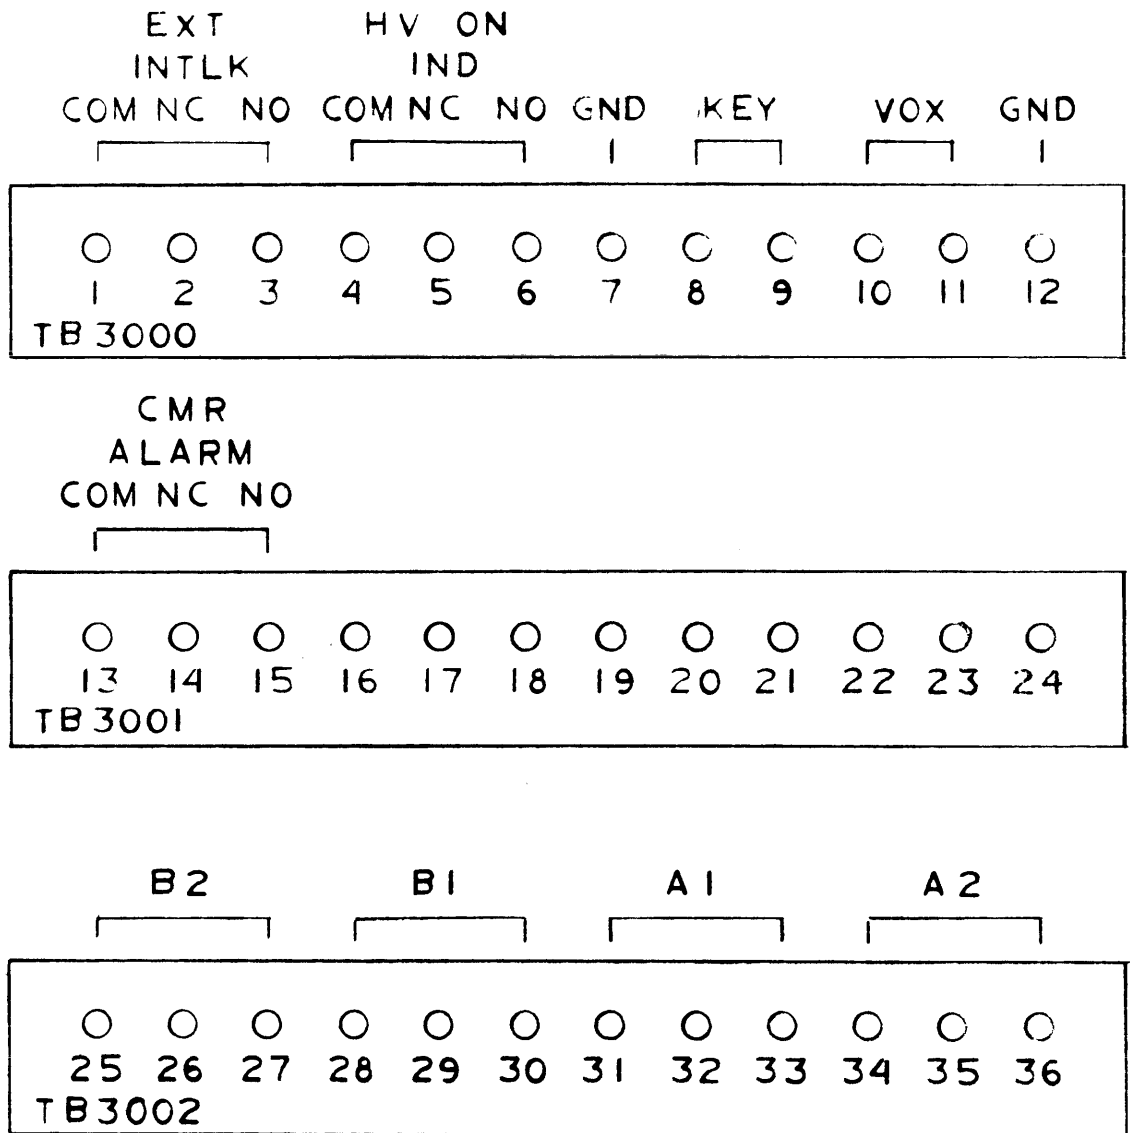 EXT HV ON
INTLK IND
COM NC NO COM NC NO GND KEY VOX GND
1 2 3 4 5 6 7 8 9 10 11 12
TB 3000
CMR
ALARM
COM NC NO
13 14 15 16 17 18 19 20 21 22 23 24
TB 3001
B2 B1 A1 A2
25 26 27 28 29 30 31 32 33 34 35 36
TB3002